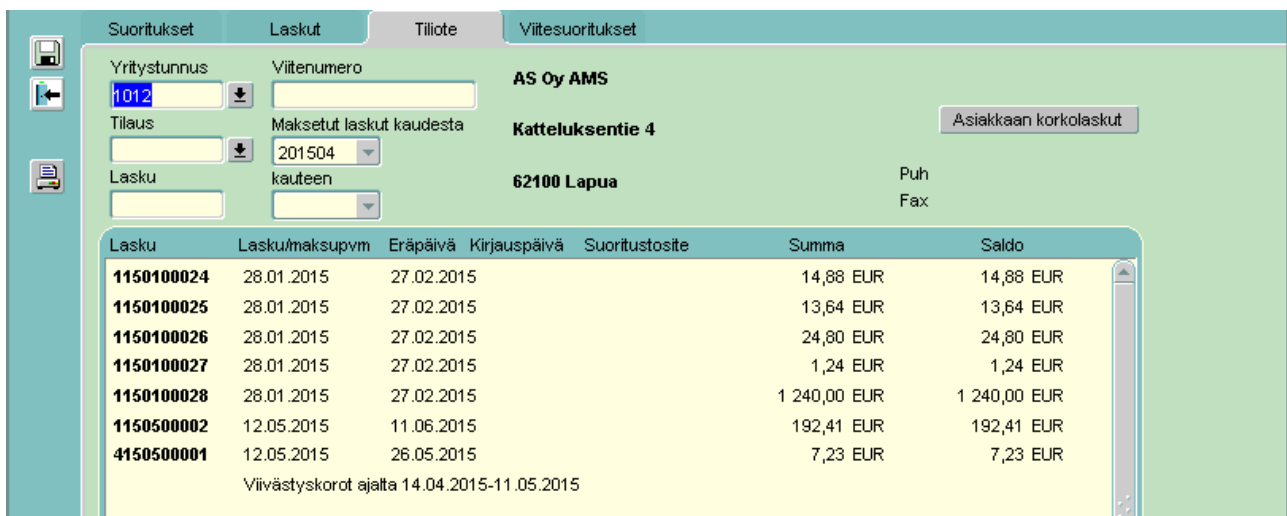 Suoritukset Laskut Tiliote Viitesuoritukset
Yritystunnus Viitenumero
1012 AS Oy AMS
Tilaus Maksetut laskut kaudesta Katteluksentie 4 Asiakkaan korkolaskut
201504
Lasku kauteen 62100 Lapua Puh
Fax
Lasku Lasku/maksupvm Eräpäivä Kirjauspäivä Suoritustosite Summa Saldo
1150100024 28.01.2015 27.02.2015 14,88 EUR 14,88 EUR
1150100025 28.01.2015 27.02.2015 13,64 EUR 13,64 EUR
1150100026 28.01.2015 27.02.2015 24,80 EUR 24,80 EUR
1150100027 28.01.2015 27.02.2015 1,24 EUR 1,24 EUR
1150100028 28.01.2015 27.02.2015 1 240,00 EUR 1 240,00 EUR
1150500002 12.05.2015 11.06.2015 192,41 EUR 192,41 EUR
4150500001 12.05.2015 26.05.2015 7,23 EUR 7,23 EUR
Viivästyskorot ajalta 14.04.2015-11.05.2015